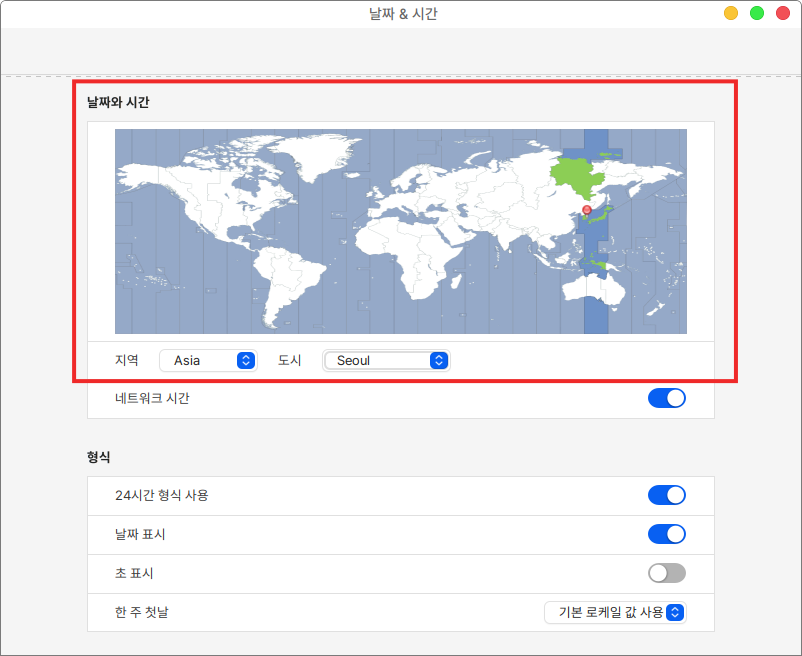 날짜 & 시간
날짜와 시간
지역 Asia 도시 Seoul
네트워크 시간
형식
24시간 형식 사용
날짜 표시
초 표시
한 주 첫날 기본 로케일 값 사용